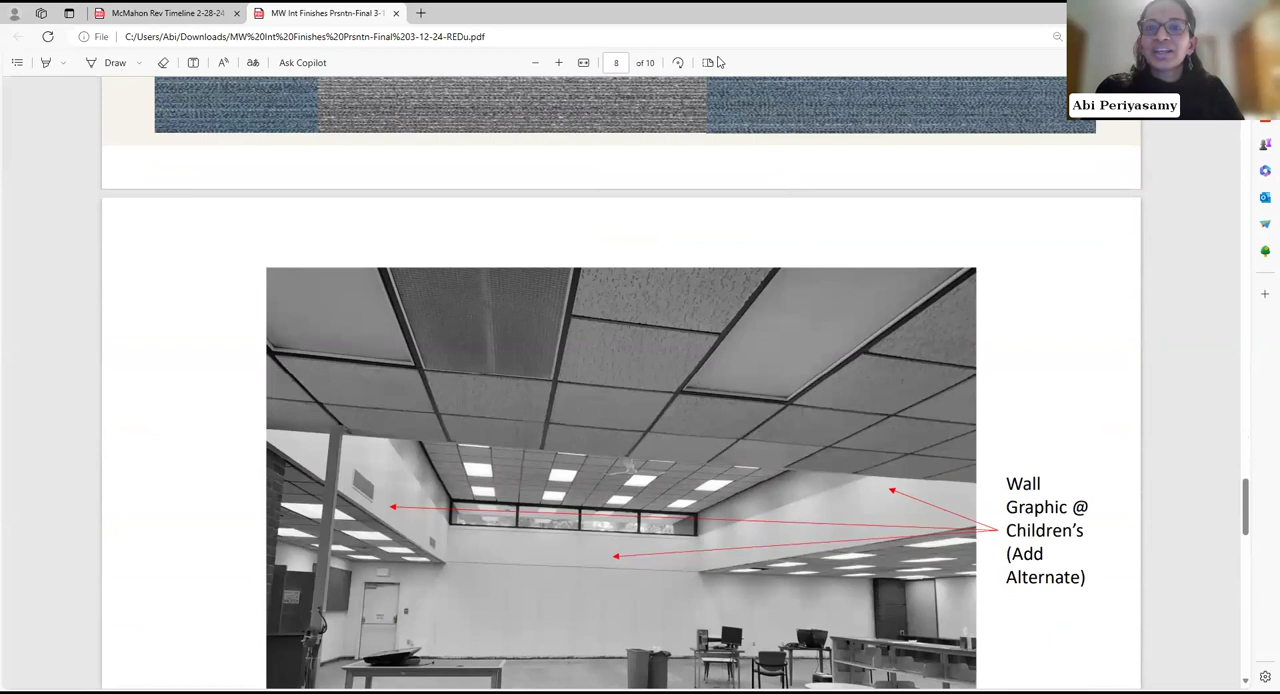 McMahon Rev Timeline 2-28-24
MW Int Finishes Prsntn-Final 3-1
File
C:/Users/Abi/Downloads/MW%20Int%20Finishes%20Prsntn-Final%203-12-24-REDu.pdf
Draw
Ask Copilot
8
of 10
Abi Periyasamy
Wall
Graphic @
Children's
(Add
Alternate)